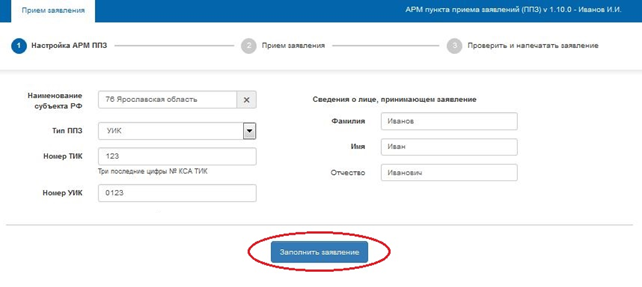 Прием заявления
АРМ пункта приема заявлений (ППЗ) v 1.10.0 - Иванов И.И.
1 Настройка АРМ ППЗ
2 Прием заявления
3 Проверить и напечатать заявление
Наименование
субъекта РФ
76 Ярославская область
×
Тип ППЗ
УИК
Номер ТИК
123
Три последние цифры № КСА ТИК
Номер УИК
0123
Сведения о лице, принимающем заявление
Фамилия
Иванов
Имя
Иван
Отчество
Иванович
Заполнить заявление